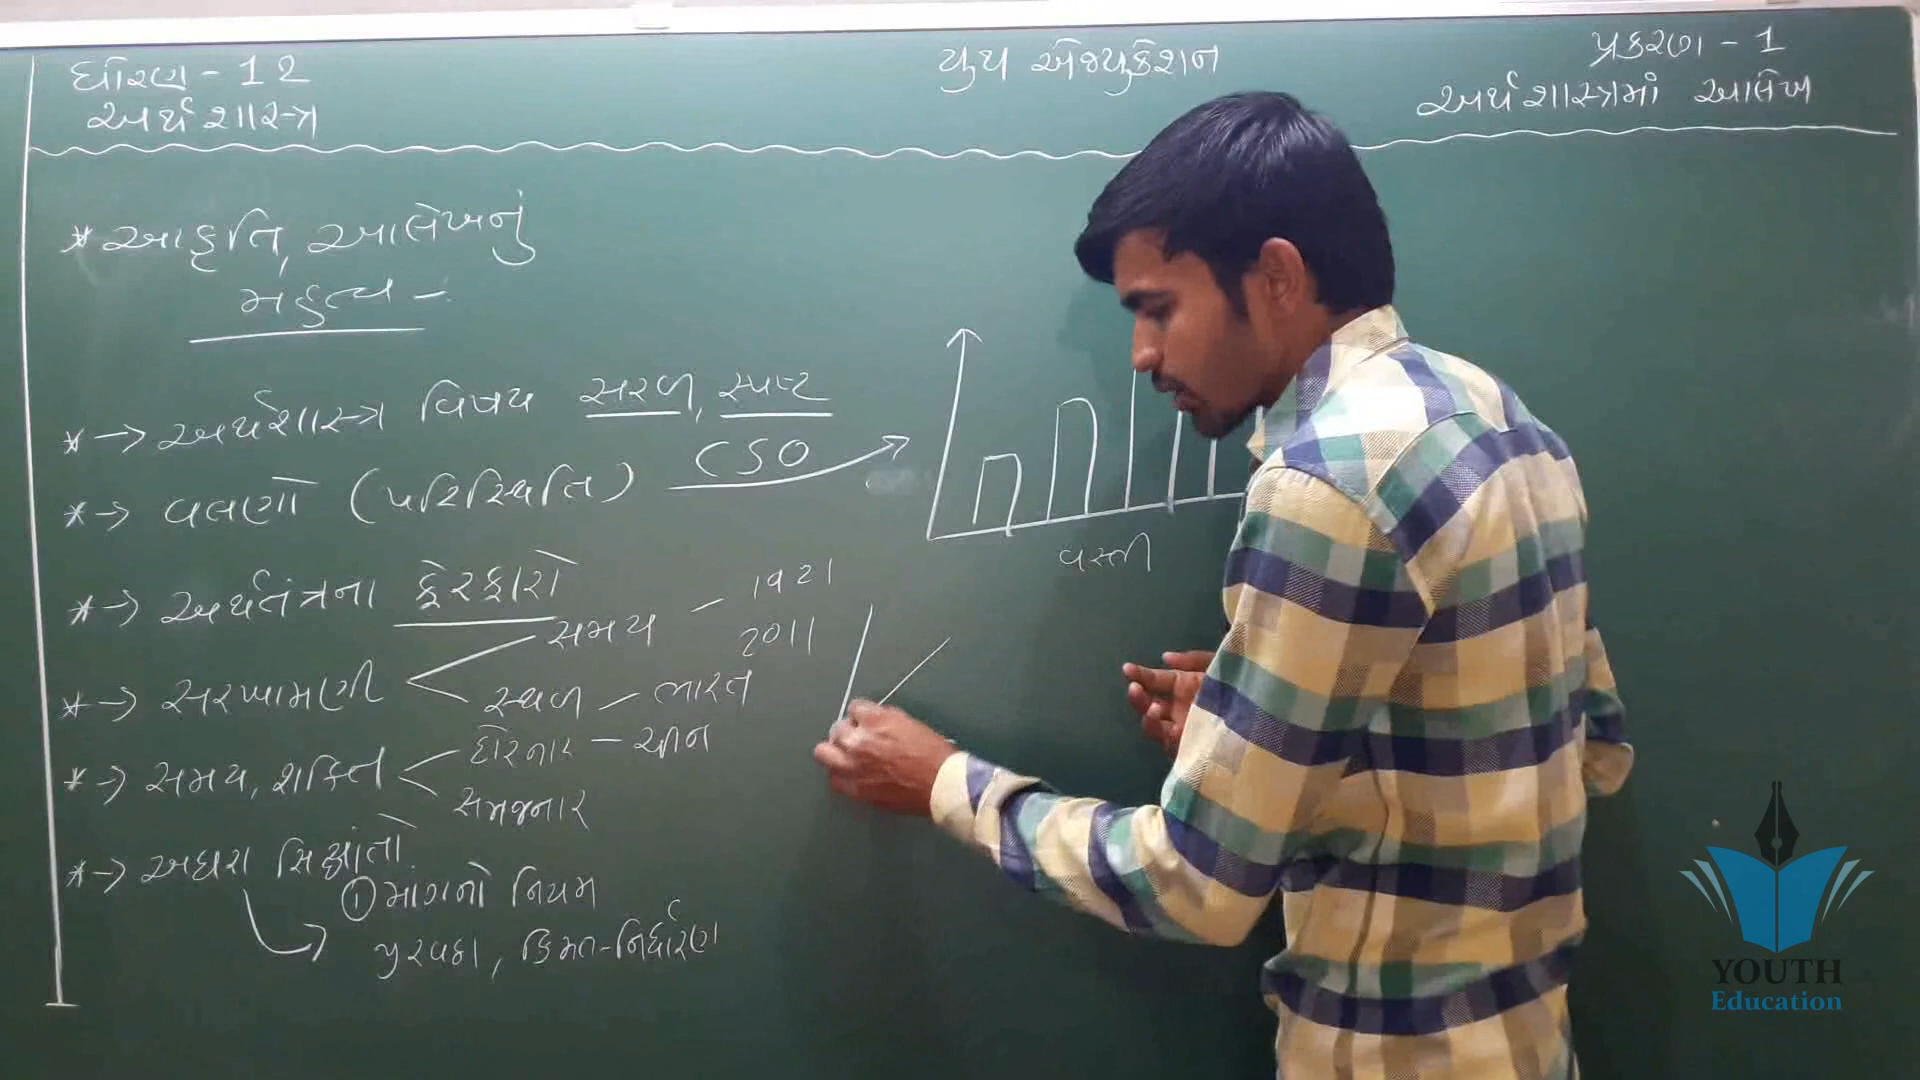 ધોરણ - 12
અર્થશાસ્ત્ર
યુથ એજ્યુકેશન
પ્રકરણ - 1
અર્થશાસ્ત્રમાં આલેખ
* આકૃતિ, આલેખનું
મહત્વ -:
* → અર્થશાસ્ત્ર વિષય સરળ, સ્પષ્ટ
* → વલણો (પરિસ્થિતિ) CSO
* → અર્થતંત્રના ફેરફારો
* → સરખામણી
સમય - 1921
2011
સ્થળ - ભારત
ચીન
* → સમય, શક્તિ
દોરનાર
સમજનાર
* → અઘરા સિદ્ધાંતો
① માંગનો નિયમ
પુરવઠા, કિંમત-નિર્ધારણ
વસ્તી
YOUTH
Education